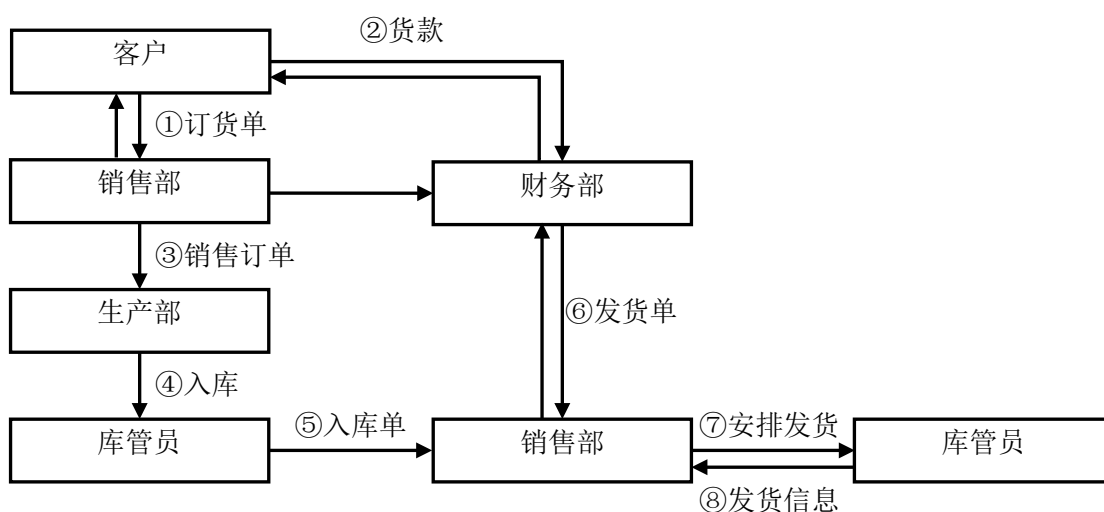 ②货款
客户
①订货单
销售部
财务部
③销售订单
生产部
⑥发货单
④入库
⑤入库单
⑦安排发货
库管员
销售部
库管员
⑧发货信息